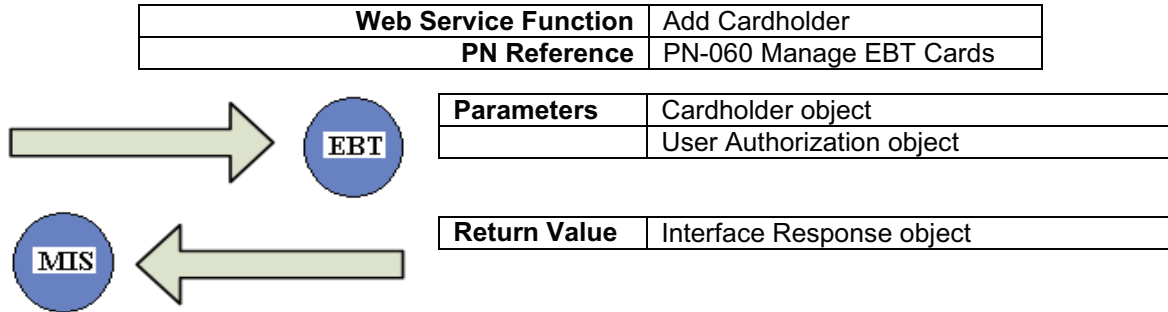 Web Service Function Add Cardholder
PN Reference PN-060 Manage EBT Cards
EBT
Parameters Cardholder object
User Authorization object
MIS
Return Value Interface Response object